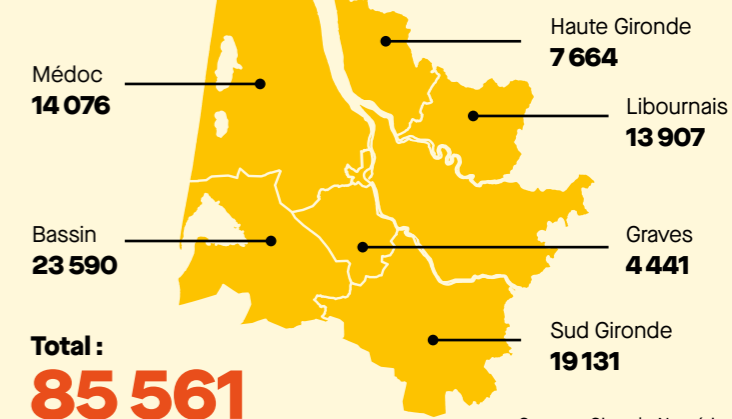 Haute Gironde
7 664
Médoc
14 076
Libournais
13 907
Bassin
23 590
Graves
4 441
Sud Gironde
19 131
Total :
85 561